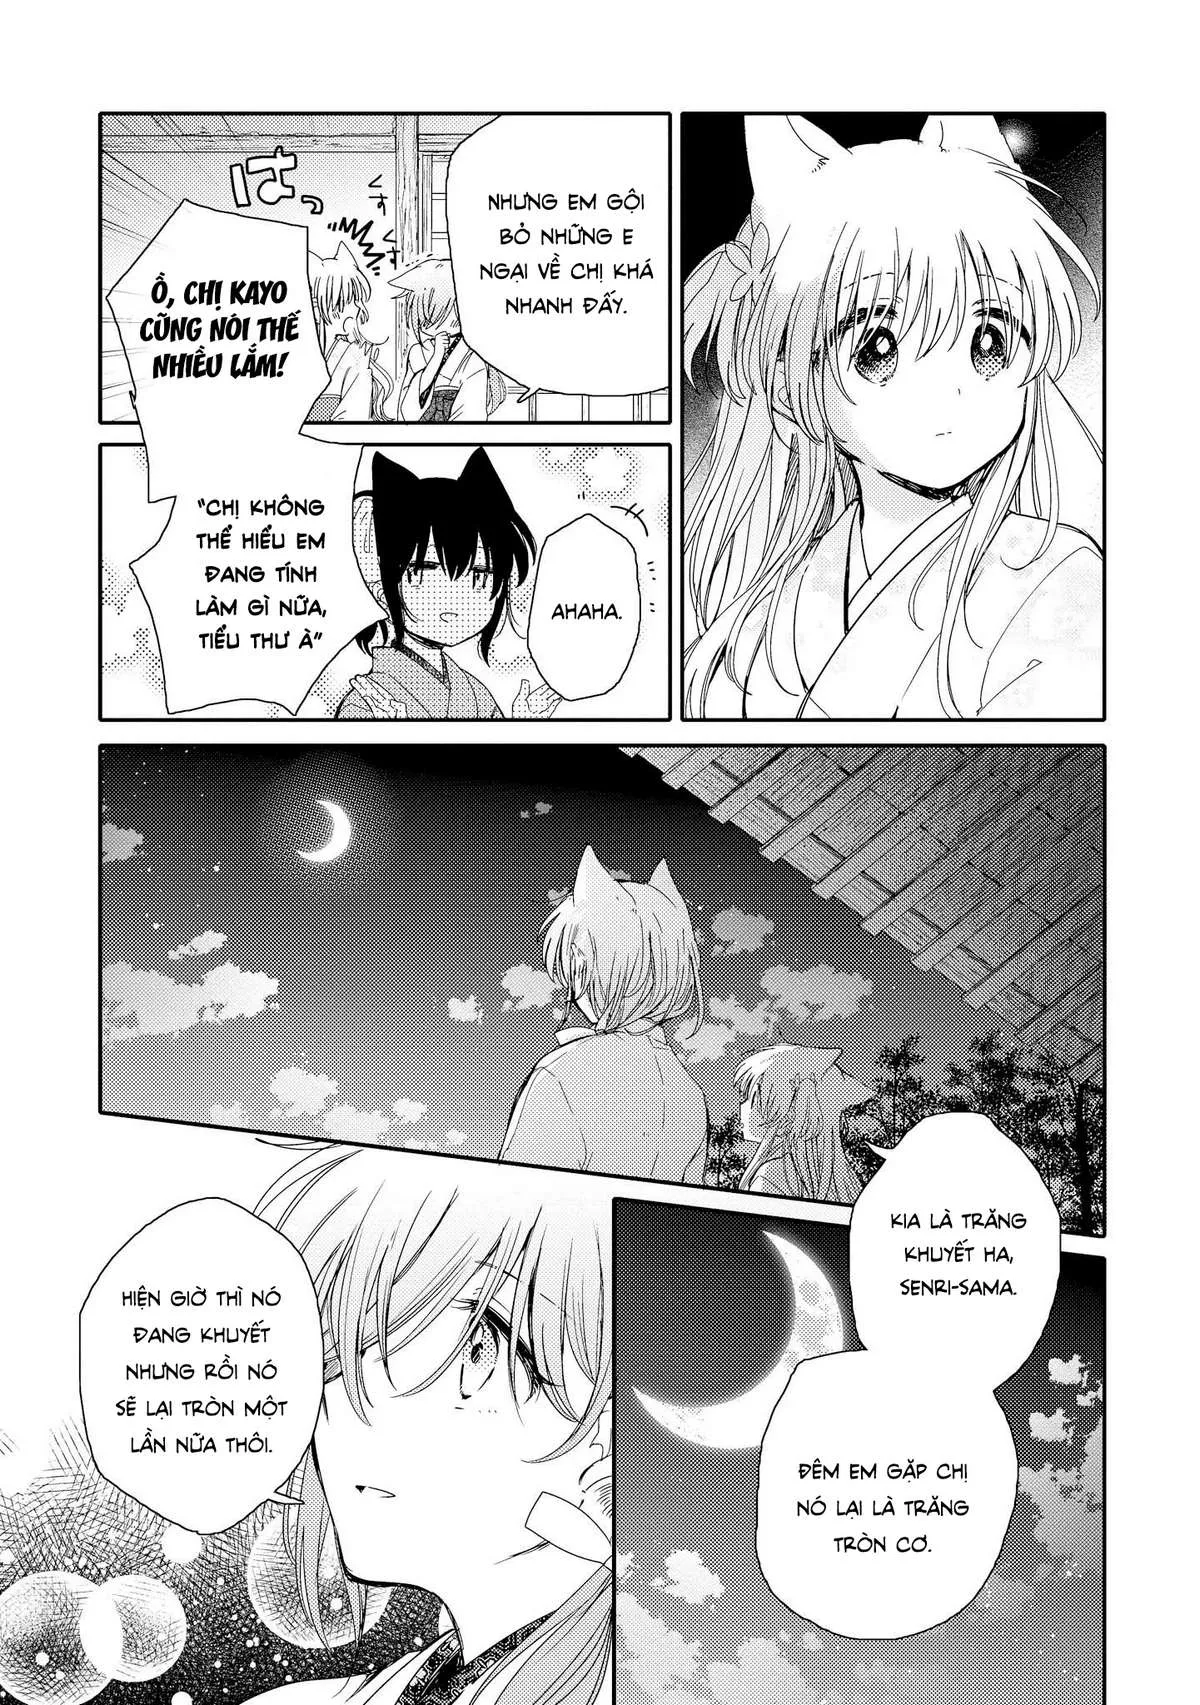 NHƯNG EM GỘI
BỎ NHỮNG E
NGẠI VỀ CHỊ KHÁ
NHANH ĐẤY.
くす
くす
はっ
Ồ, CHỊ KAYO
CŨNG NÓI THẾ
NHIỀU LẮM!
"CHỊ KHÔNG
THỂ HIỂU EM
ĐANG TÍNH
LÀM GÌ NỮA,
TIỂU THƯ À"
AHAHA.
KIA LÀ TRĂNG
KHUYẾT HA,
SENRI-SAMA.
ĐÊM EM GẶP CHỊ
NÓ LẠI LÀ TRĂNG
TRÒN CƠ.
HIỆN GIỜ THÌ NÓ
ĐANG KHUYẾT
NHƯNG RỒI NÓ
SẼ LẠI TRÒN MỘT
LẦN NỮA THÔI.